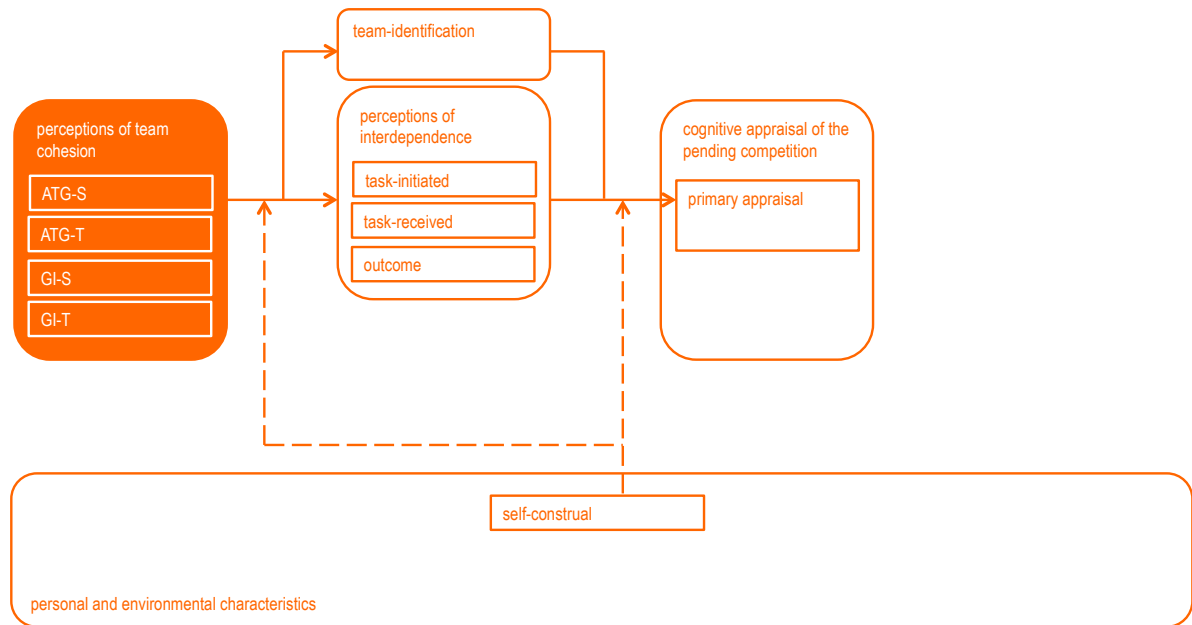 team-identification
perceptions of team
cohesion
ATG-S
ATG-T
GI-S
GI-T
perceptions of
interdependence
task-initiated
task-received
outcome
cognitive appraisal of the
pending competition
primary appraisal
self-construal
personal and environmental characteristics